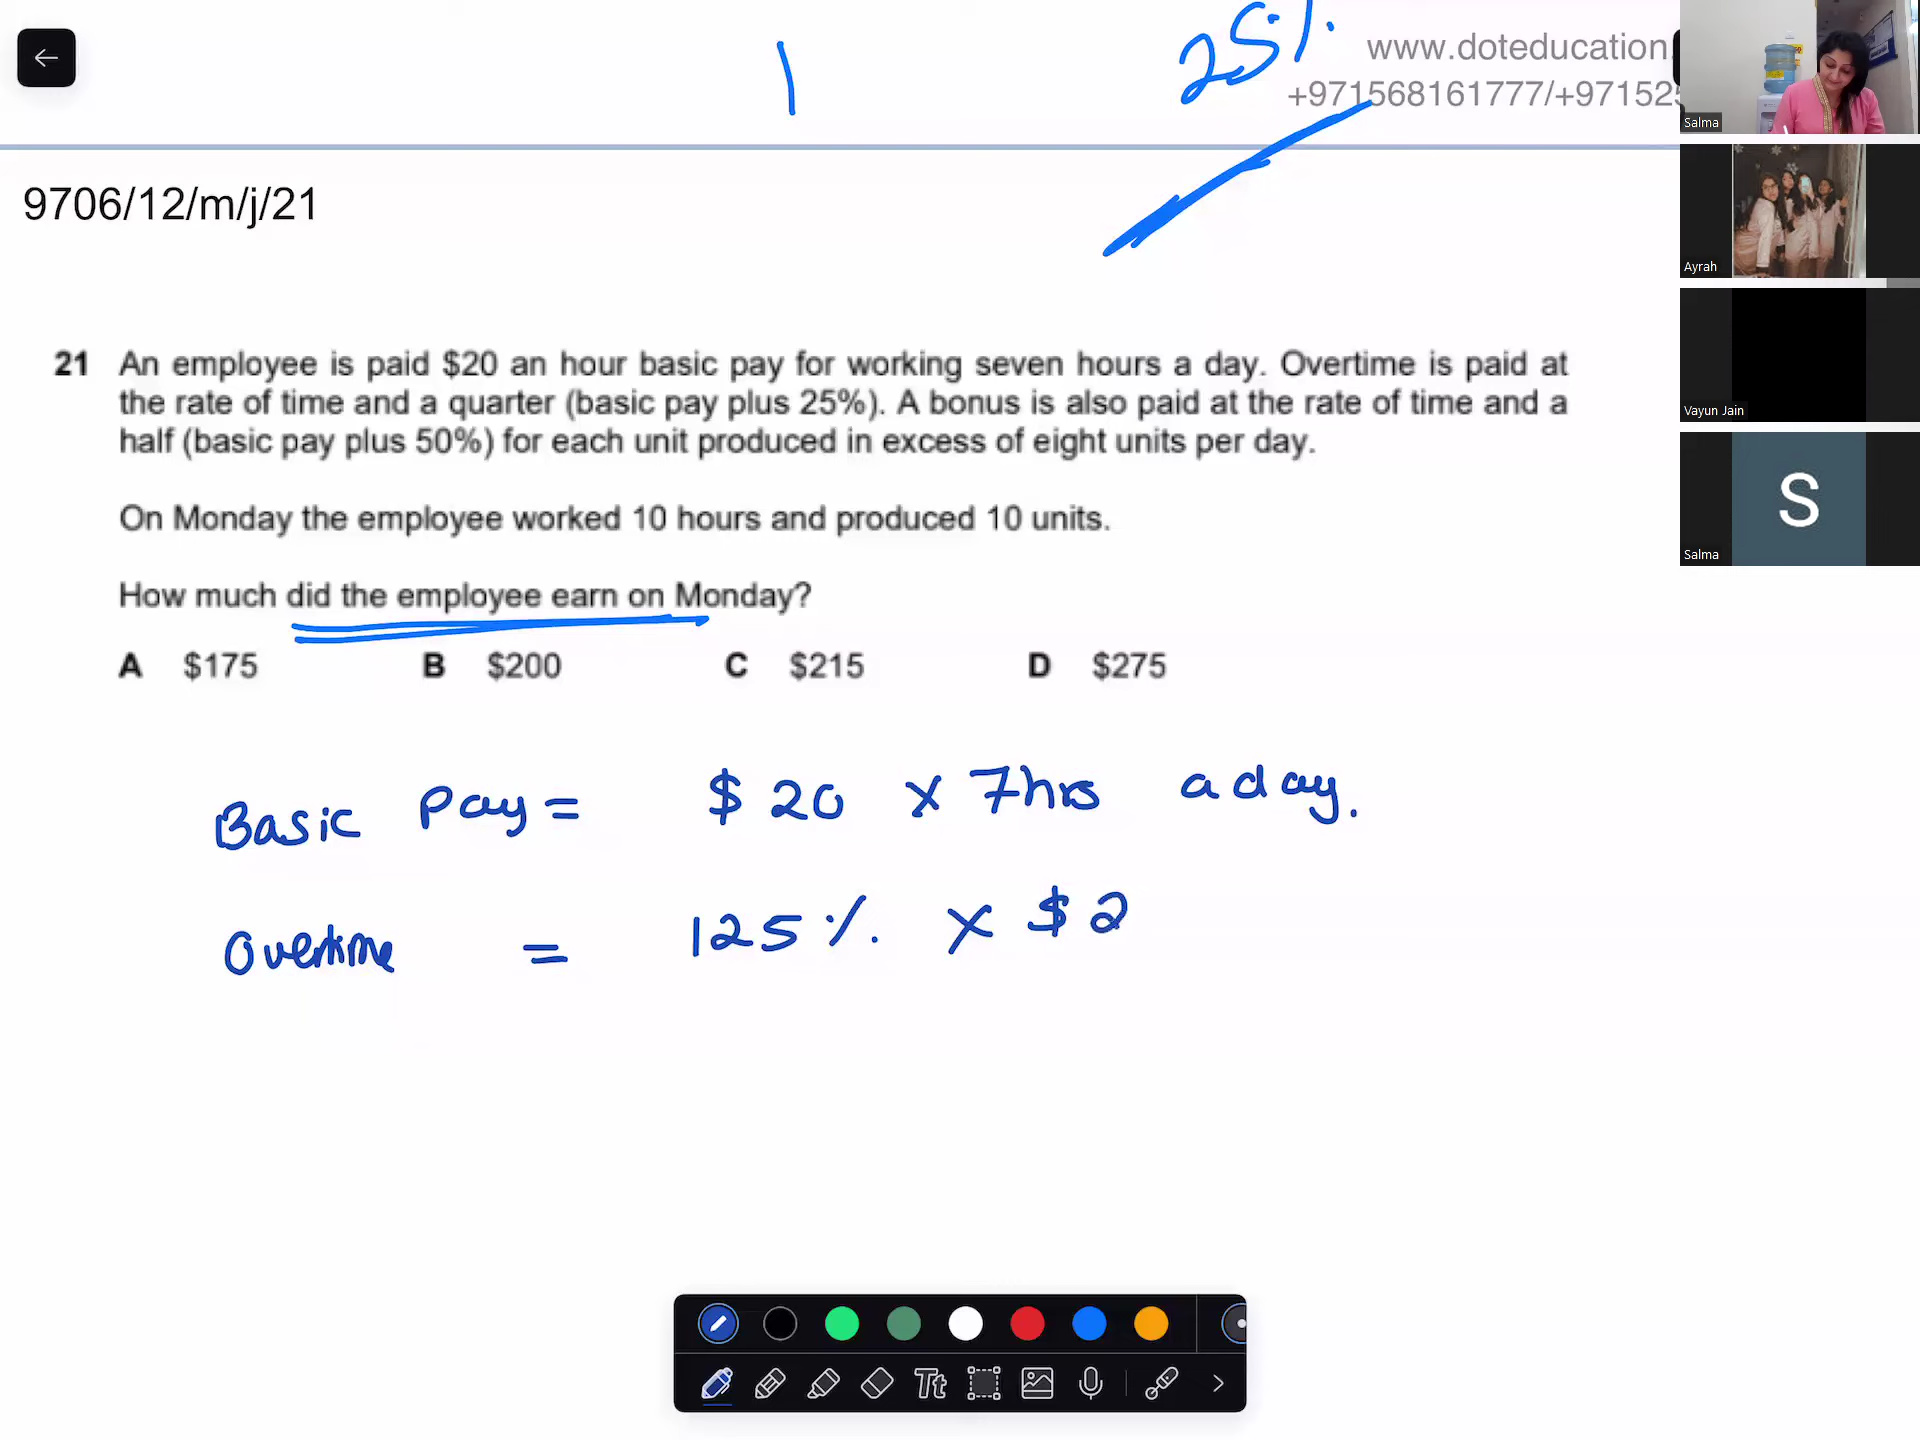 1 25%. www.doteducation
+971568161777/+97152
Salma
9706/12/m/j/21
Ayrah
21 An employee is paid $20 an hour basic pay for working seven hours a day. Overtime is paid at
the rate of time and a quarter (basic pay plus 25%). A bonus is also paid at the rate of time and a
half (basic pay plus 50%) for each unit produced in excess of eight units per day.
Vayun Jain
On Monday the employee worked 10 hours and produced 10 units.
S
Salma
How much did the employee earn on Monday?
A $175 B $200 C $215 D $275
Basic Pay = $ 20 x 7hrs a day.
Overtime = 125% x $ 2
Tt